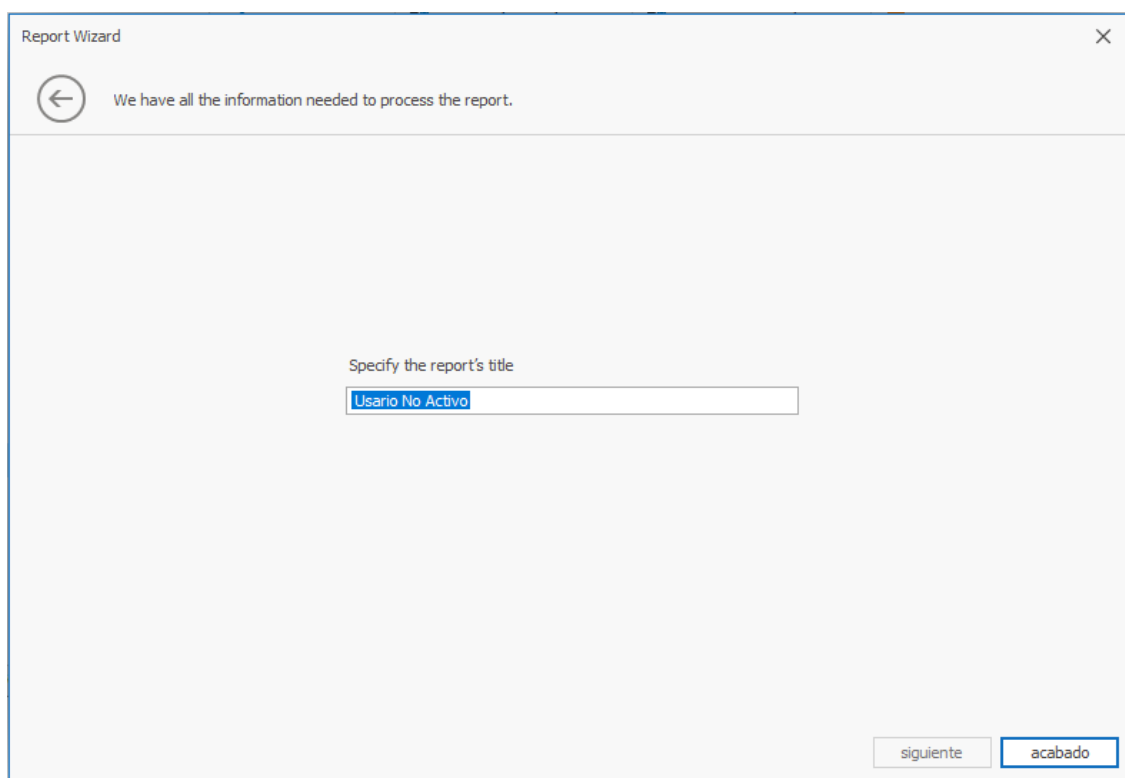 Report Wizard
We have all the information needed to process the report.
Specify the report's title
Usario No Activo
siguiente
acabado